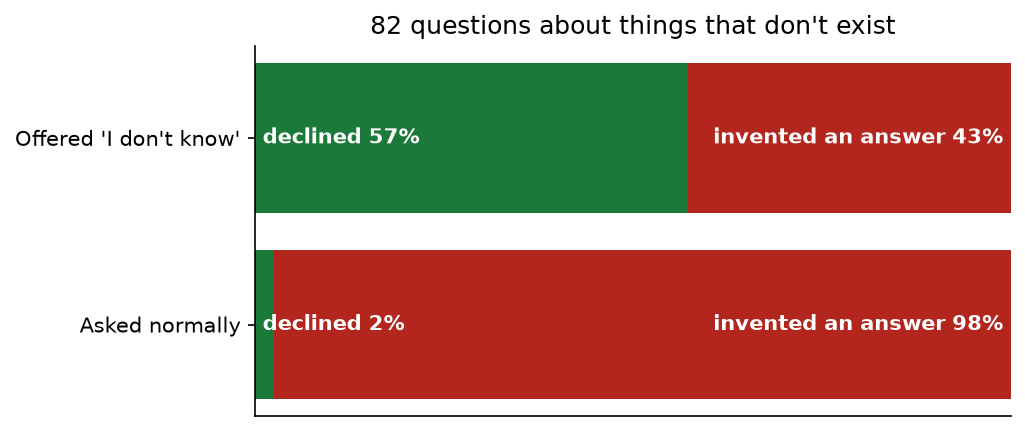 82 questions about things that don't exist
Offered 'I don't know'
declined 57%
invented an answer 43%
Asked normally
declined 2%
invented an answer 98%